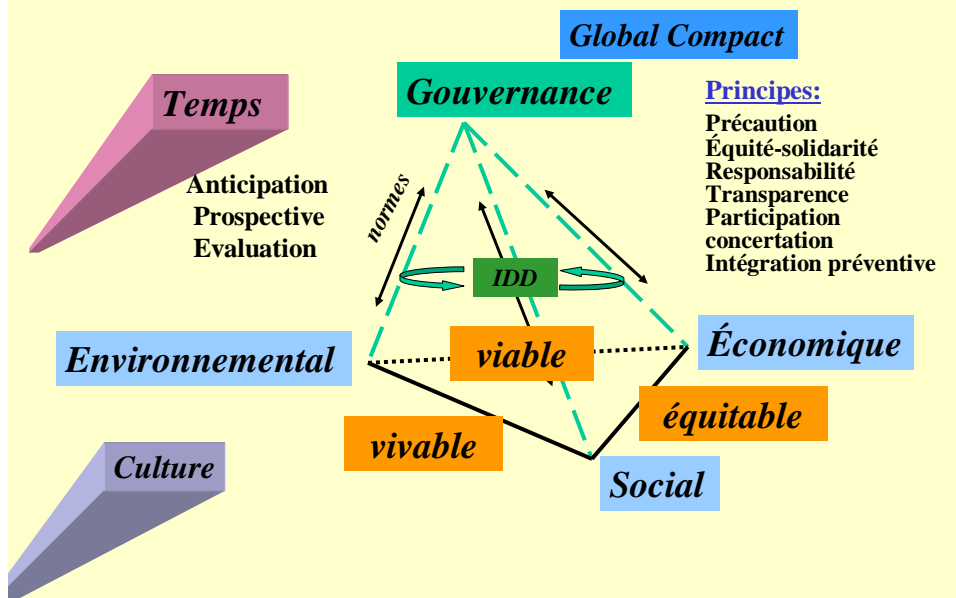 Global Compact
Gouvernance
Temps
Principes:
Précaution
Équité-solidarité
Responsabilité
Transparence
Participation
concertation
Intégration préventive
Anticipation
Prospective
Evaluation
normes
IDD
Environnemental
viable
Économique
vivable
équitable
Culture
Social